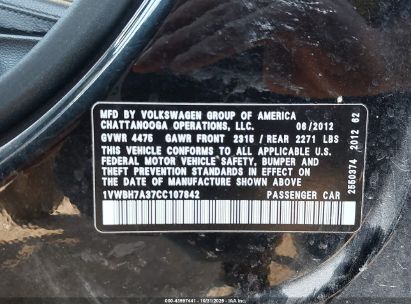 MFD BY VOLKSWAGEN GROUP OF AMERICA
CHATTANOOGA OPERATIONS, LLC. 06/2012
GVWR 4475 GAWR FRONT 2315 / REAR 2271 LBS
THIS VEHICLE CONFORMS TO ALL APPLICABLE U.S.
FEDERAL MOTOR VEHICLE SAFETY, BUMPER AND
THEFT PREVENTION STANDARDS IN EFFECT ON THE
DATE OF MANUFACTURE SHOWN ABOVE.
1VWBH7A37CC107842 PASSENGER CAR
2550374 2012 62